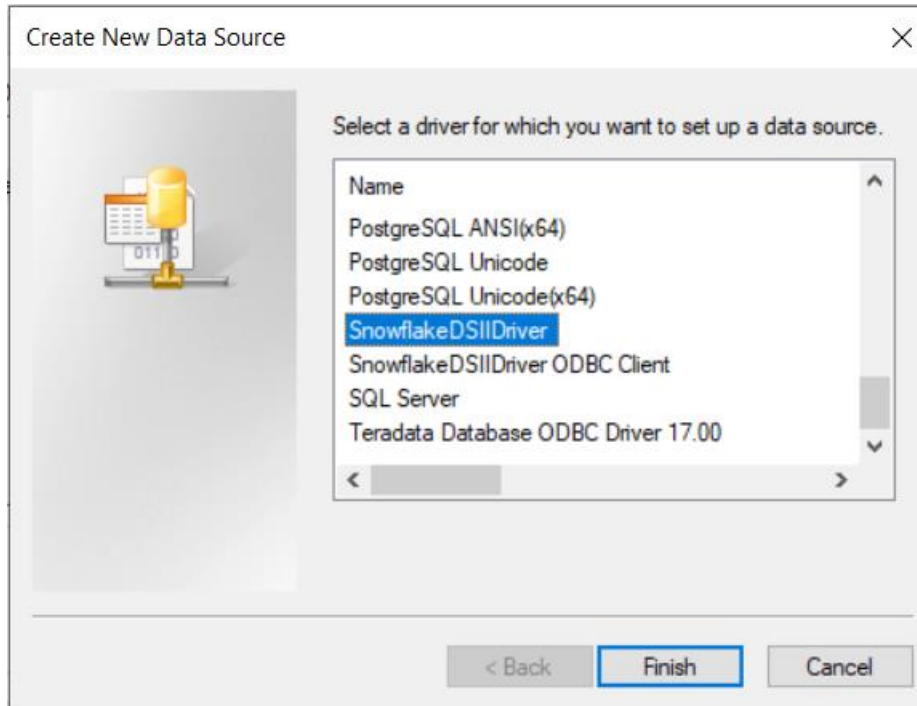 Create New Data Source
Select a driver for which you want to set up a data source.
Name
PostgreSQL ANSI(x64)
PostgreSQL Unicode
PostgreSQL Unicode(x64)
SnowflakeDSIIDriver
SnowflakeDSIIDriver ODBC Client
SQL Server
Teradata Database ODBC Driver 17.00
< Back Finish Cancel